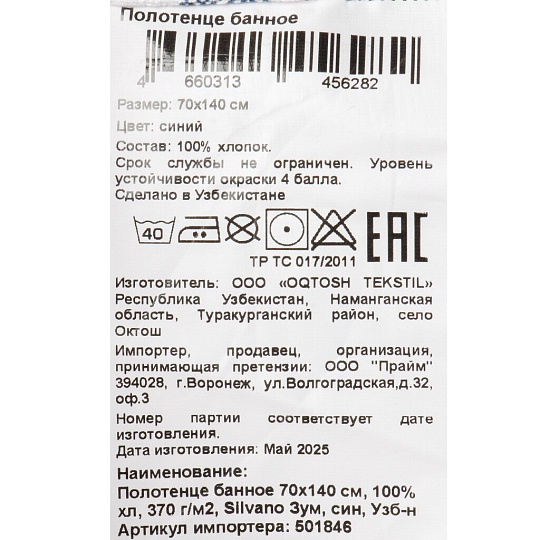 Полотенце банное
4 660313 456282
Размер: 70х140 см
Цвет: синий
Состав: 100% хлопок.
Срок службы не ограничен. Уровень
устойчивости окраски 4 балла.
Сделано в Узбекистане
40
EAC
ТР ТС 017/2011
Изготовитель: ООО «OQTOSH TEKSTIL»
Республика Узбекистан, Наманганская
область, Туракурганский район, село
Октош
Импортер, продавец, организация,
принимающая претензии: ООО "Прайм"
394028, г.Воронеж, ул.Волгоградская,д.32,
оф.3
Номер партии соответствует дате
изготовления.
Дата изготовления: Май 2025
Наименование:
Полотенце банное 70х140 см, 100%
хл, 370 г/м2, Silvano Зум, син, Узб-н
Артикул импортера: 501846